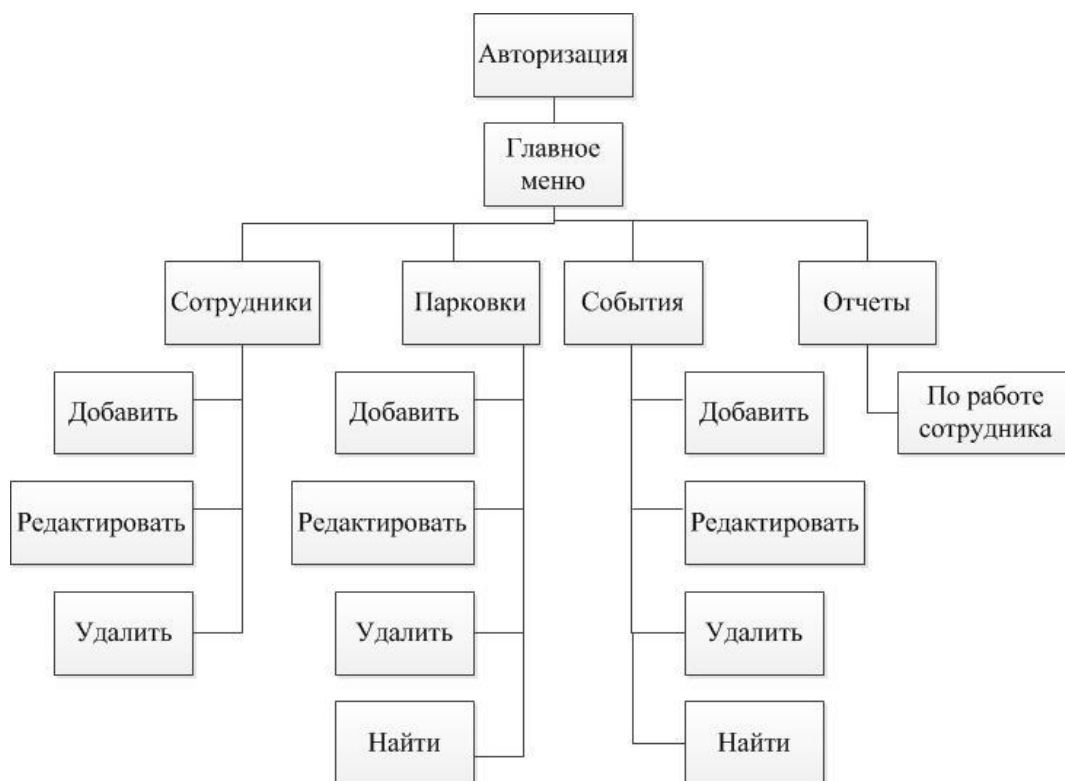 Авторизация
Главное
меню
Сотрудники
Парковки
События
Отчеты
Добавить
Добавить
Добавить
По работе
сотрудника
Редактировать
Редактировать
Редактировать
Удалить
Удалить
Удалить
Найти
Найти